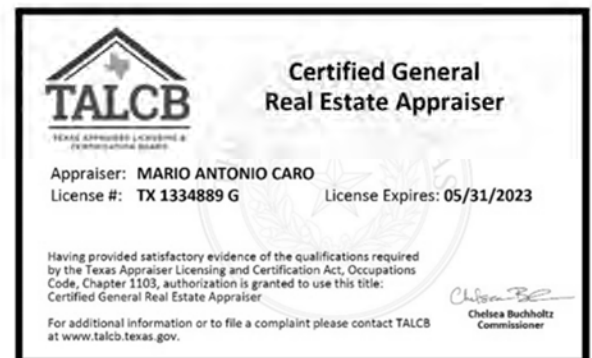 TALCB
TEXAS APPRAISER LICENSING &
CERTIFICATION BOARD
Certified General
Real Estate Appraiser
Appraiser: MARIO ANTONIO CARO
License #: TX 1334889 G License Expires: 05/31/2023
Having provided satisfactory evidence of the qualifications required
by the Texas Appraiser Licensing and Certification Act, Occupations
Code, Chapter 1103, authorization is granted to use this title:
Certified General Real Estate Appraiser
For additional information or to file a complaint please contact TALCB
at www.talcb.texas.gov.
Chelsea Buchholtz
Commissioner